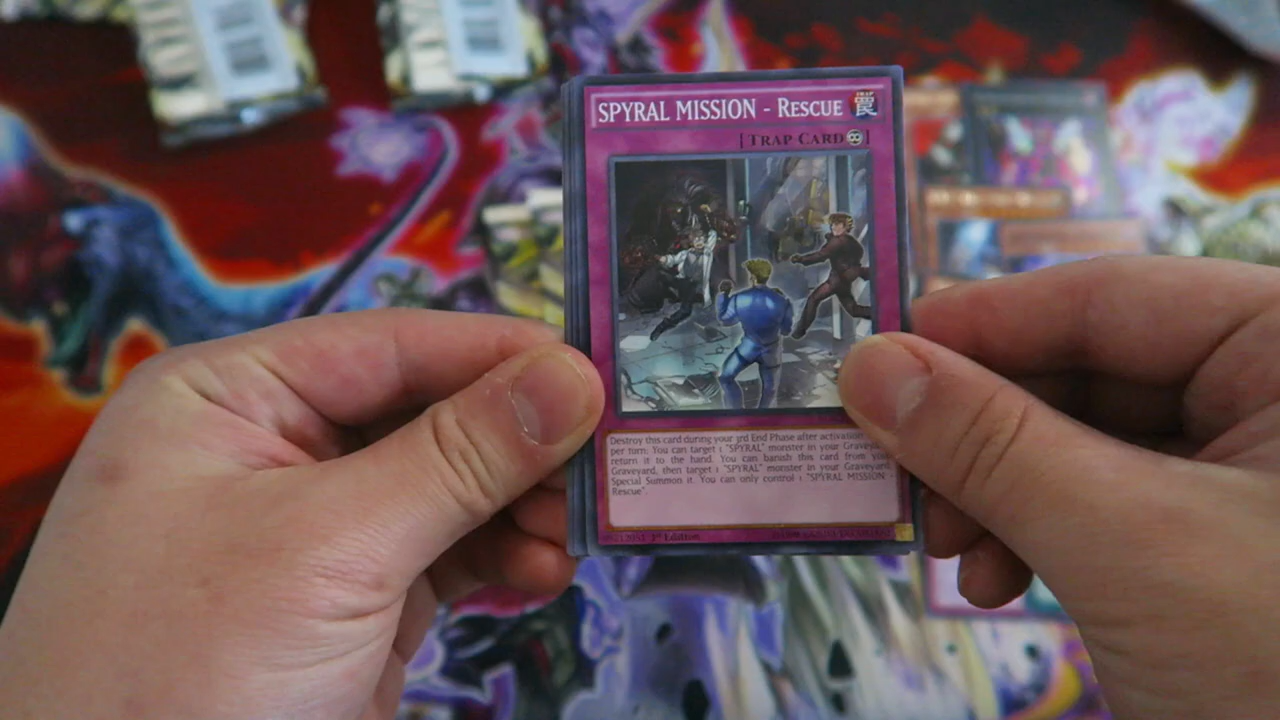 SPYRAL MISSION - RESCUE
TRAP
罠
[TRAP CARD ]
Destroy this card during your 3rd End Phase after activation.
per turn: You can target 1 "SPYRAL" monster in your Graveyard
return it to the hand. You can banish this card from your
Graveyard, then target 1 "SPYRAL" monster in your Graveyard
Special Summon it. You can only control 1 "SPYRAL MISSION -
Rescue".
1st Edition